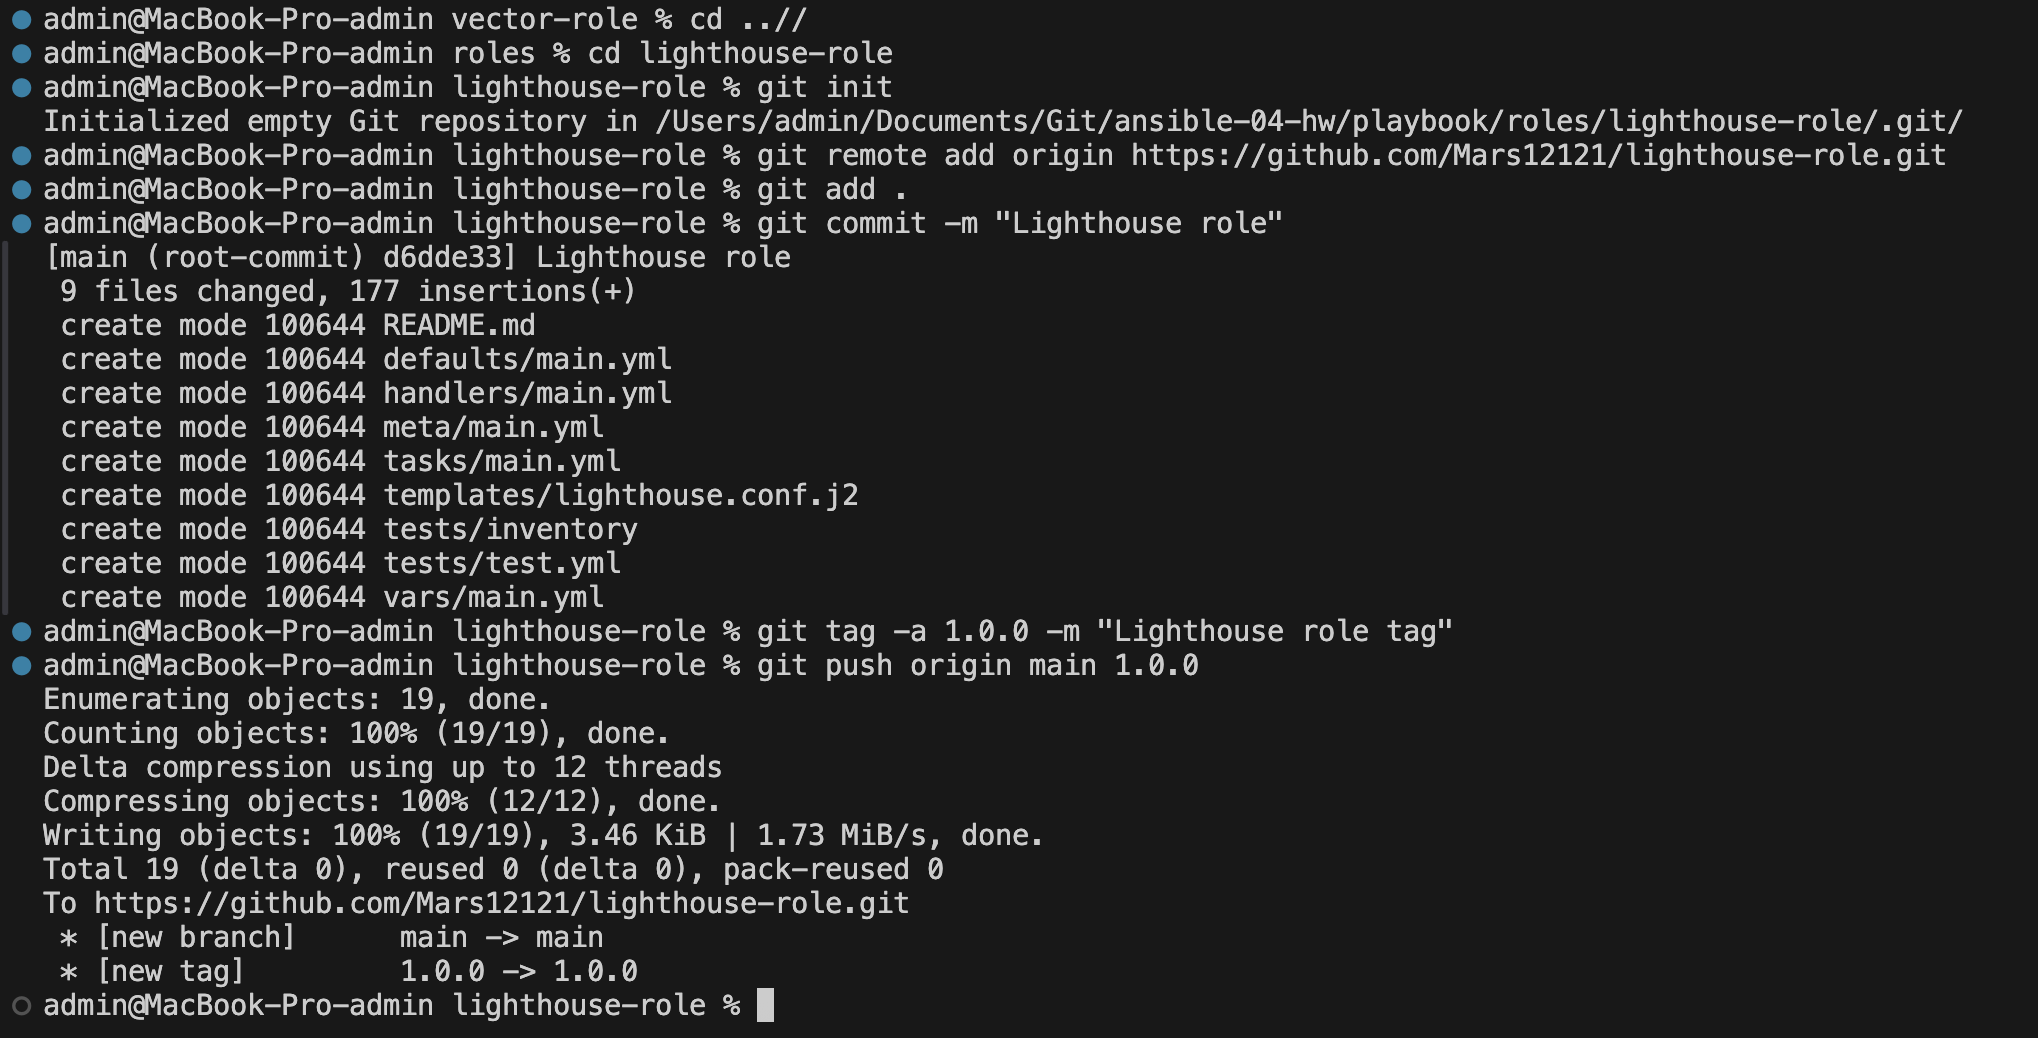 admin@MacBook-Pro-admin vector-role % cd ..//
admin@MacBook-Pro-admin roles % cd lighthouse-role
admin@MacBook-Pro-admin lighthouse-role % git init
Initialized empty Git repository in /Users/admin/Documents/Git/ansible-04-hw/playbook/roles/lighthouse-role/.git/
admin@MacBook-Pro-admin lighthouse-role % git remote add origin https://github.com/Mars12121/lighthouse-role.git
admin@MacBook-Pro-admin lighthouse-role % git add .
admin@MacBook-Pro-admin lighthouse-role % git commit -m "Lighthouse role"
[main (root-commit) d6dde33] Lighthouse role
 9 files changed, 177 insertions(+)
 create mode 100644 README.md
 create mode 100644 defaults/main.yml
 create mode 100644 handlers/main.yml
 create mode 100644 meta/main.yml
 create mode 100644 tasks/main.yml
 create mode 100644 templates/lighthouse.conf.j2
 create mode 100644 tests/inventory
 create mode 100644 tests/test.yml
 create mode 100644 vars/main.yml
admin@MacBook-Pro-admin lighthouse-role % git tag -a 1.0.0 -m "Lighthouse role tag"
admin@MacBook-Pro-admin lighthouse-role % git push origin main 1.0.0
Enumerating objects: 19, done.
Counting objects: 100% (19/19), done.
Delta compression using up to 12 threads
Compressing objects: 100% (12/12), done.
Writing objects: 100% (19/19), 3.46 KiB | 1.73 MiB/s, done.
Total 19 (delta 0), reused 0 (delta 0), pack-reused 0
To https://github.com/Mars12121/lighthouse-role.git
 * [new branch]      main -> main
 * [new tag]         1.0.0 -> 1.0.0
admin@MacBook-Pro-admin lighthouse-role %